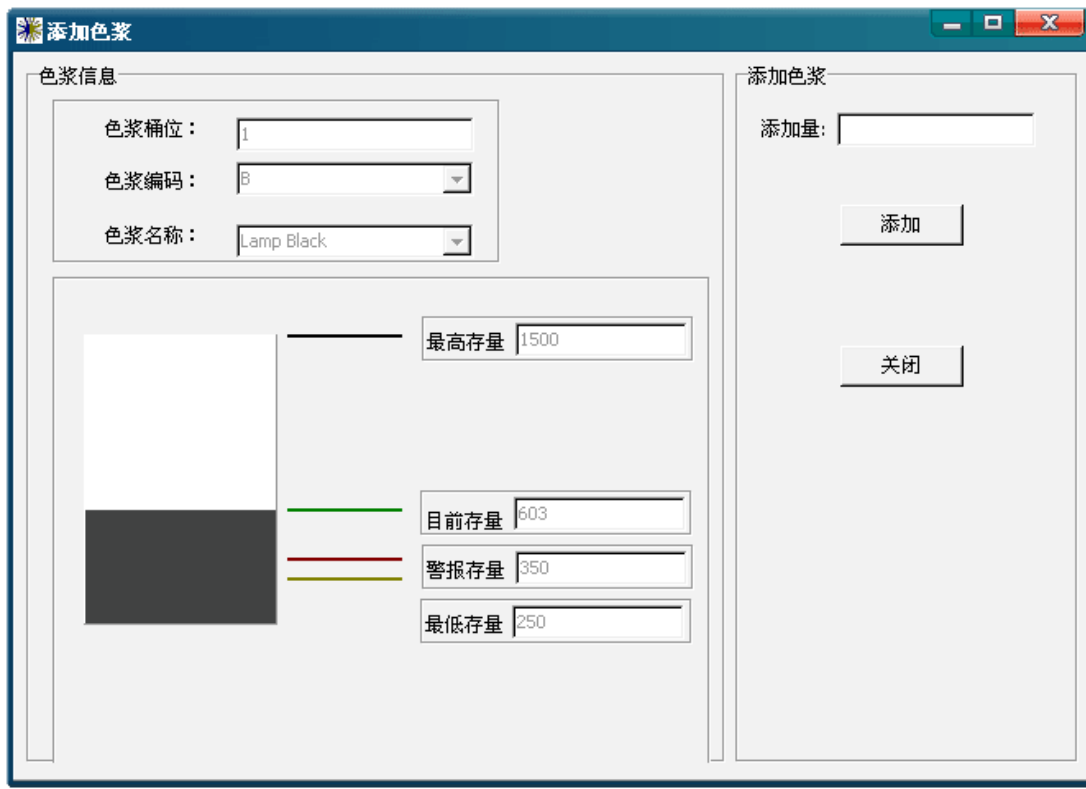 添加色浆
色浆信息
色浆桶位： 1
色浆编码： B
色浆名称： Lamp Black
最高存量 1500
目前存量 603
警报存量 350
最低存量 250
添加色浆
添加量:
添加
关闭